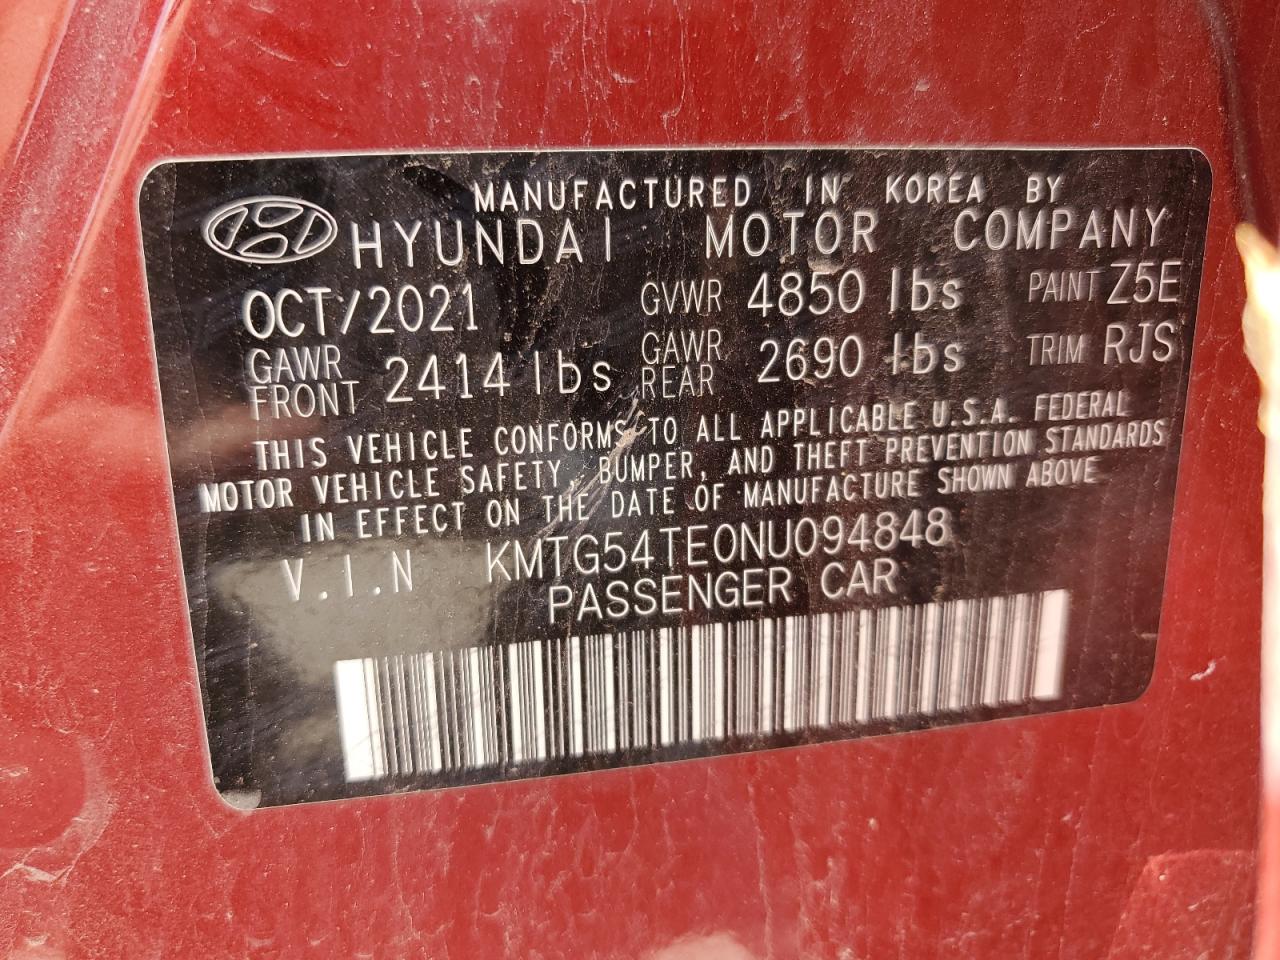 MANUFACTURED IN KOREA BY
HYUNDAI MOTOR COMPANY
OCT/2021 GVWR 4850 lbs PAINT Z5E
GAWR FRONT 2414 lbs GAWR REAR 2690 lbs TRIM RJS
THIS VEHICLE CONFORMS TO ALL APPLICABLE U.S.A. FEDERAL
MOTOR VEHICLE SAFETY, BUMPER, AND THEFT PREVENTION STANDARDS
IN EFFECT ON THE DATE OF MANUFACTURE SHOWN ABOVE
V.I.N KMTG54TE0NU094848
PASSENGER CAR